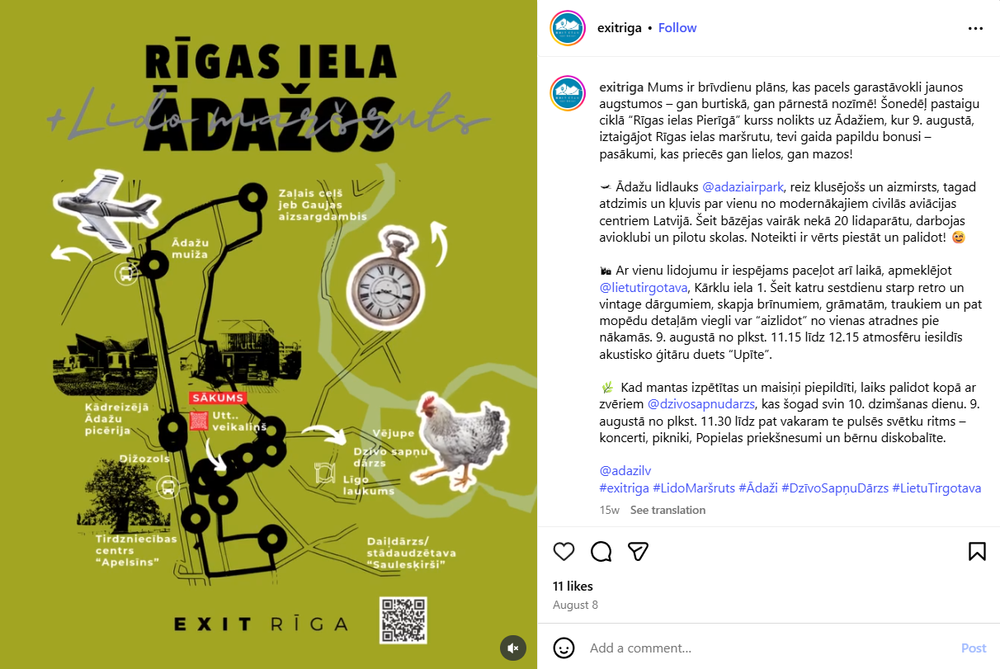 RĪGAS IELA
ĀDAŽOS
+Lido maršruts
Zaļais ceļš
jeb Gaujas
aizsargdambis
Ādažu
muiža
SĀKUMS
Utt..
veikaliņš
Kādreizējā
Ādažu
picērija
Dižozols
Vējupe
Dzīvo sapņu
dārzs
Līgo
laukums
Tirdzniecības
centrs
“Apelsīns”
Daiļdārzs/
stādaudzētava
“Saulesķirši”
EXIT RĪGA
exitriga • Follow
exitriga Mums ir brīvdienu plāns, kas pacels garastāvokli jaunos
augstumos – gan burtiskā, gan pārnestā nozīmē! Šonedēļ pastaigu
ciklā “Rīgas ielas Pierīgā” kurss nolikts uz Ādažiem, kur 9. augustā,
iztaigājot Rīgas ielas maršrutu, tevi gaida papildu bonusi –
pasākumi, kas priecēs gan lielos, gan mazos!
🛩 Ādažu lidlauks @adaziairpark, reiz klusējošs un aizmirsts, tagad
atdzimis un kļuvis par vienu no modernākajiem civilās aviācijas
centriem Latvijā. Šeit bāzējas vairāk nekā 20 lidaparātu, darbojas
avioklubi un pilotu skolas. Noteikti ir vērts piestāt un palidot! 😅
Ar vienu lidojumu ir iespējams paceļot arī laikā, apmeklējot
@lietutirgotava, Kārklu iela 1. Šeit katru sestdienu starp retro un
vintage dārgumiem, skapja brīnumiem, grāmatām, traukiem un pat
mopēdu detaļām viegli var “aizlidot” no vienas atradnes pie
nākamās. 9. augustā no plkst. 11.15 līdz 12.15 atmosfēru iesildīs
akustisko ģitāru duets “Upīte”.
🌿 Kad mantas izpētītas un maisiņi piepildīti, laiks palidot kopā ar
zvēriem @dzivosapnudarzs, kas šogad svin 10. dzimšanas dienu. 9.
augustā no plkst. 11.30 līdz pat vakaram te pulsēs svētku ritms –
koncerti, pikniki, Popielas priekšnesumi un bērnu diskobalīte.
@adazilv
#exitriga #LidoMaršruts #Ādaži #DzīvoSapņuDārzs #LietuTirgotava
15w See translation
11 likes
August 8
Add a comment...
Post